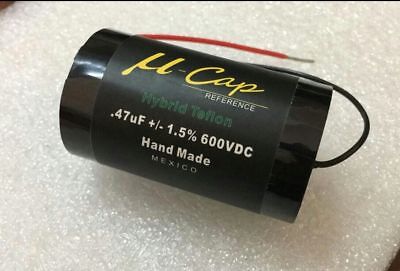 µ-Cap
REFERENCE
Hybrid Teflon
.47uF +/- 1.5% 600VDC
Hand Made
MEXICO